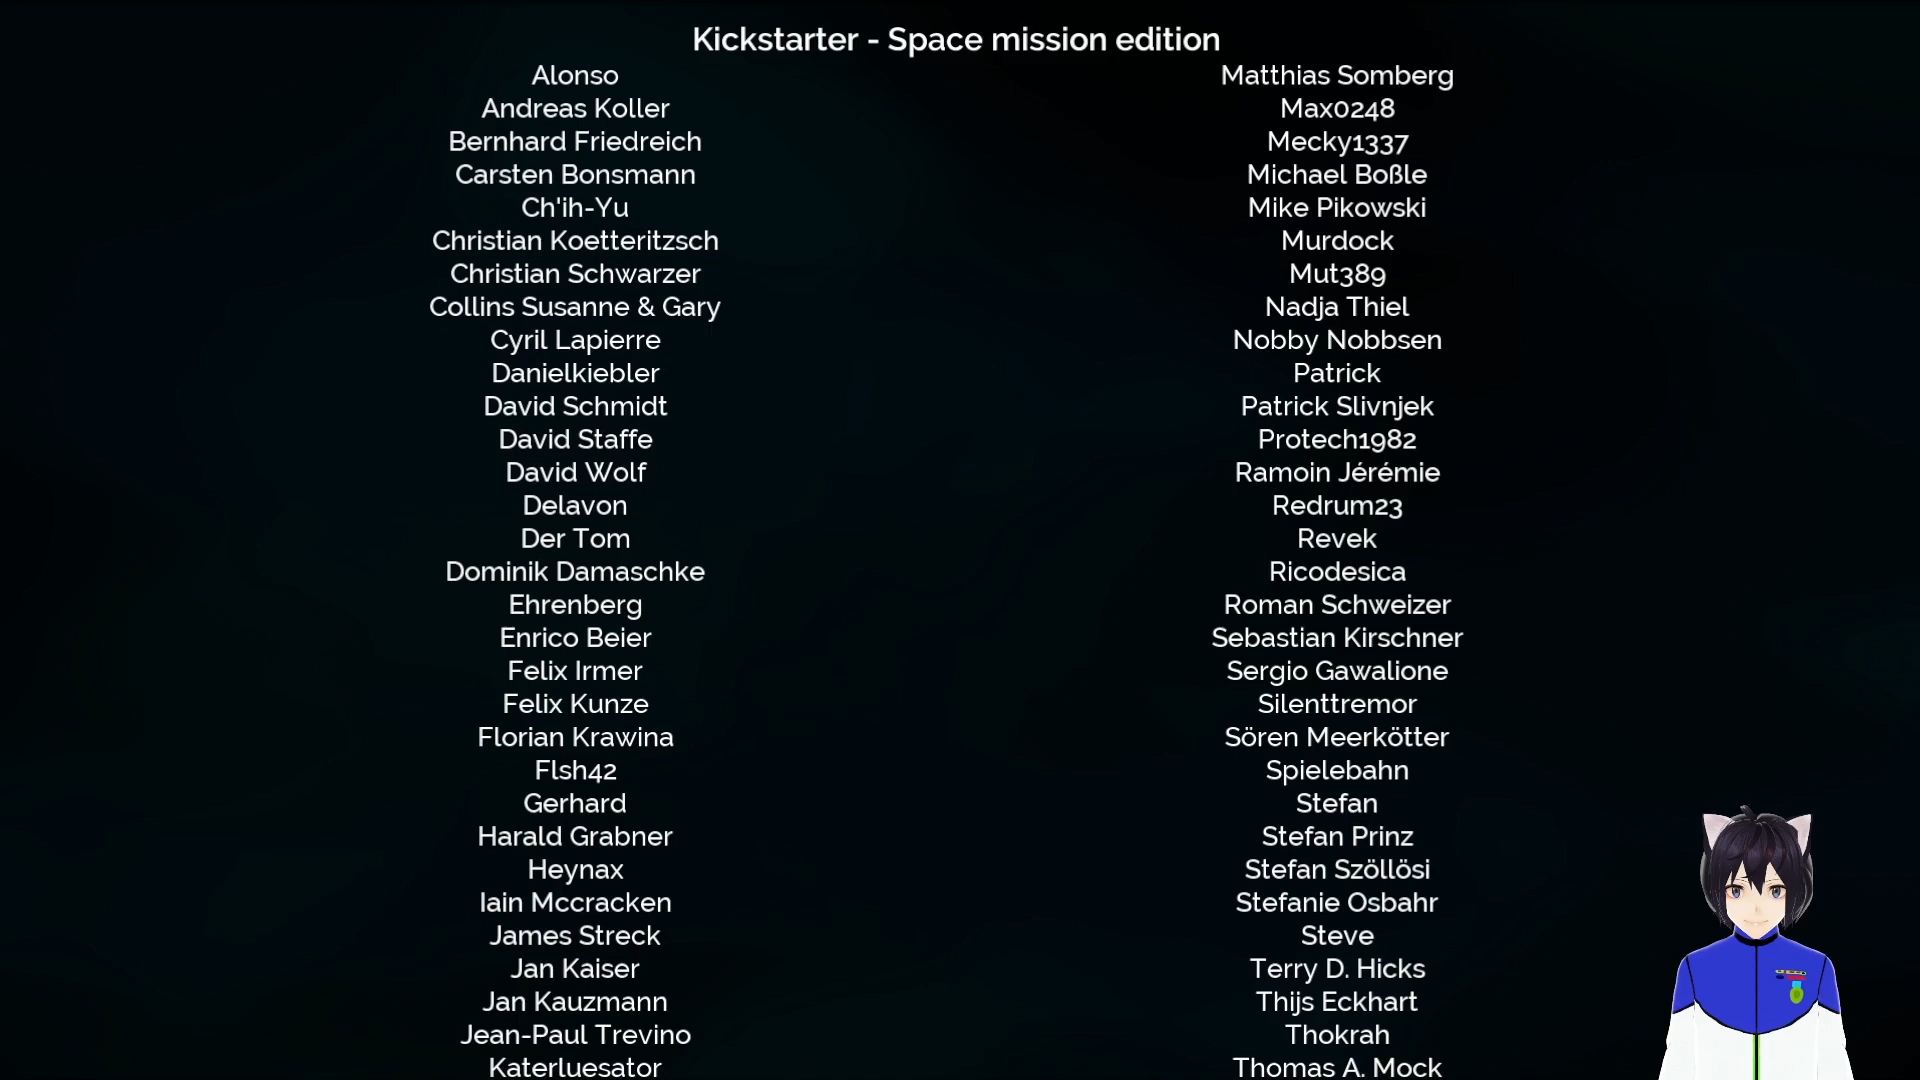 Kickstarter - Space mission edition
Alonso
Andreas Koller
Bernhard Friedreich
Carsten Bonsmann
Ch'ih-Yu
Christian Koetteritzsch
Christian Schwarzer
Collins Susanne & Gary
Cyril Lapierre
Danielkiebler
David Schmidt
David Staffe
David Wolf
Delavon
Der Tom
Dominik Damaschke
Ehrenberg
Enrico Beier
Felix Irmer
Felix Kunze
Florian Krawina
Flsh42
Gerhard
Harald Grabner
Heynax
Iain Mccracken
James Streck
Jan Kaiser
Jan Kauzmann
Jean-Paul Trevino
Katerluesator
Matthias Somberg
Max0248
Mecky1337
Michael Boßle
Mike Pikowski
Murdock
Mut389
Nadja Thiel
Nobby Nobbsen
Patrick
Patrick Slivnjek
Protech1982
Ramoin Jérémie
Redrum23
Revek
Ricodesica
Roman Schweizer
Sebastian Kirschner
Sergio Gawalione
Silenttremor
Sören Meerkötter
Spielebahn
Stefan
Stefan Prinz
Stefan Szöllösi
Stefanie Osbahr
Steve
Terry D. Hicks
Thijs Eckhart
Thokrah
Thomas A. Mock